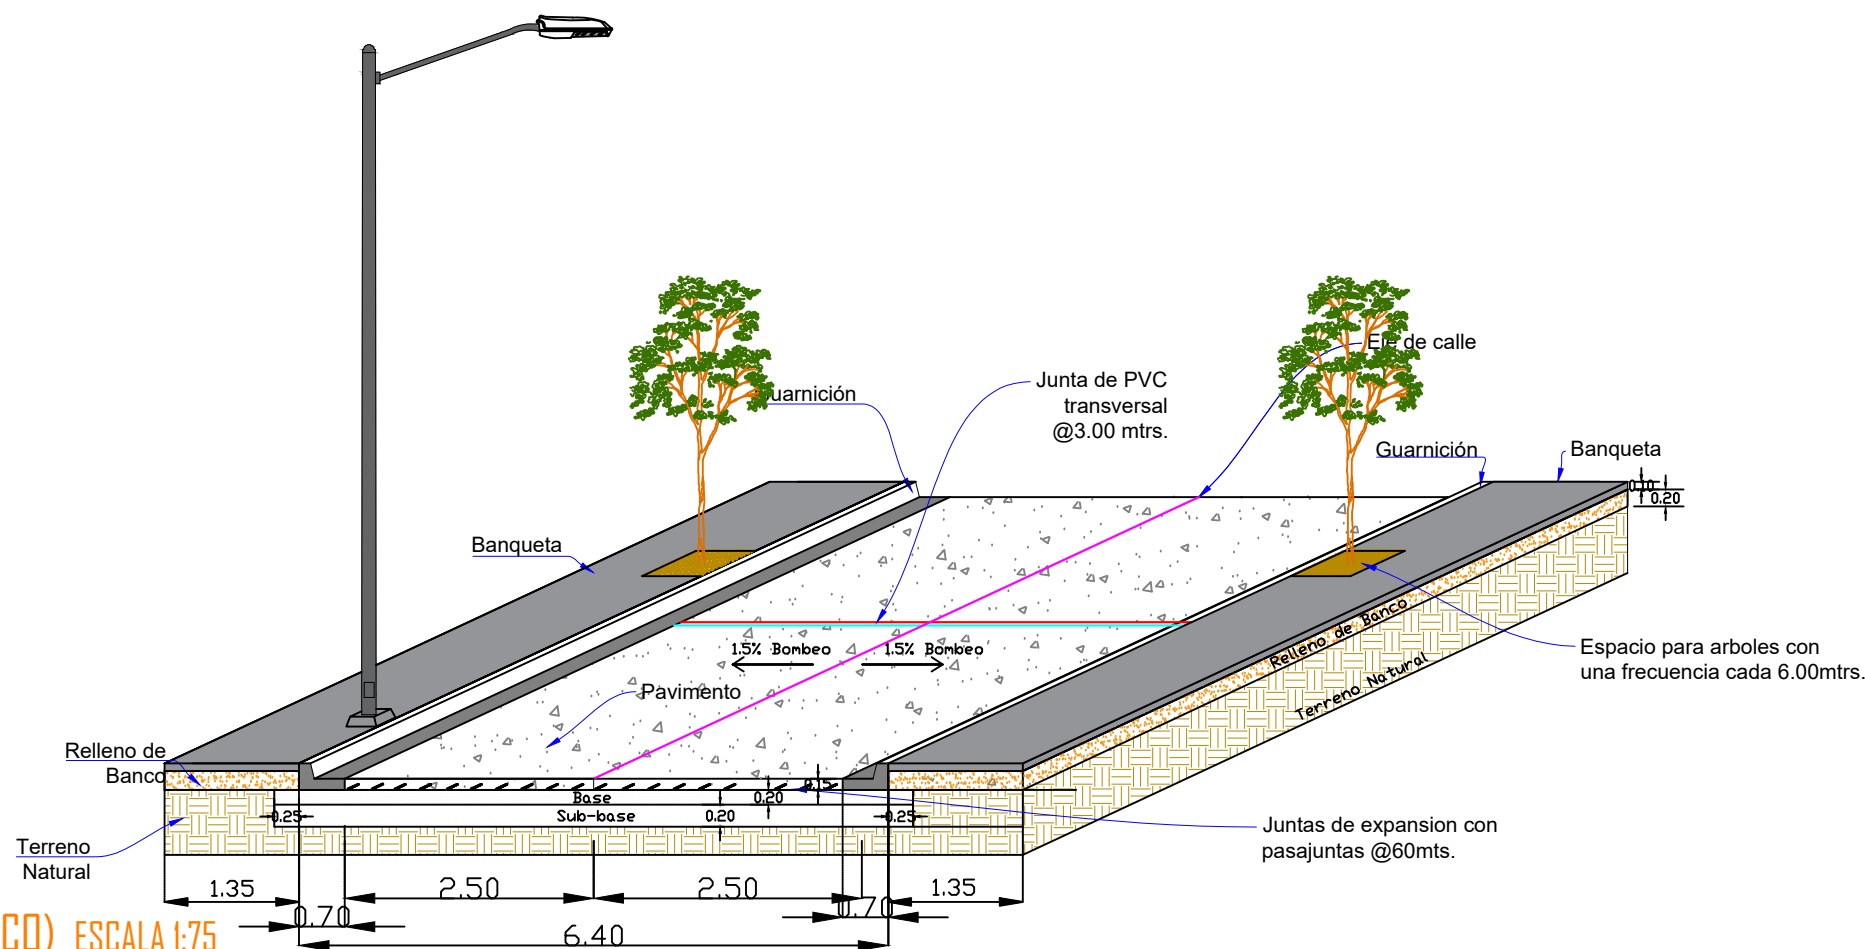 Eje de calle
Junta de PVC
transversal
@3.00 mtrs.
uarnición
Guarnición
Banqueta
0.10
0.20
Banqueta
1.5% Bombeo
1.5% Bombeo
Relleno de Banco
Terreno Natural
Espacio para arboles con
una frecuencia cada 6.00mtrs.
Pavimento
Relleno de
Banco
0.15
Base
0.20
0.25
Sub-base
0.20
0.25
Juntas de expansion con
pasajuntas @60mts.
Terreno
Natural
1.35
2.50
2.50
1.35
0.70
0.70
6.40
CO) ESCALA 1:75